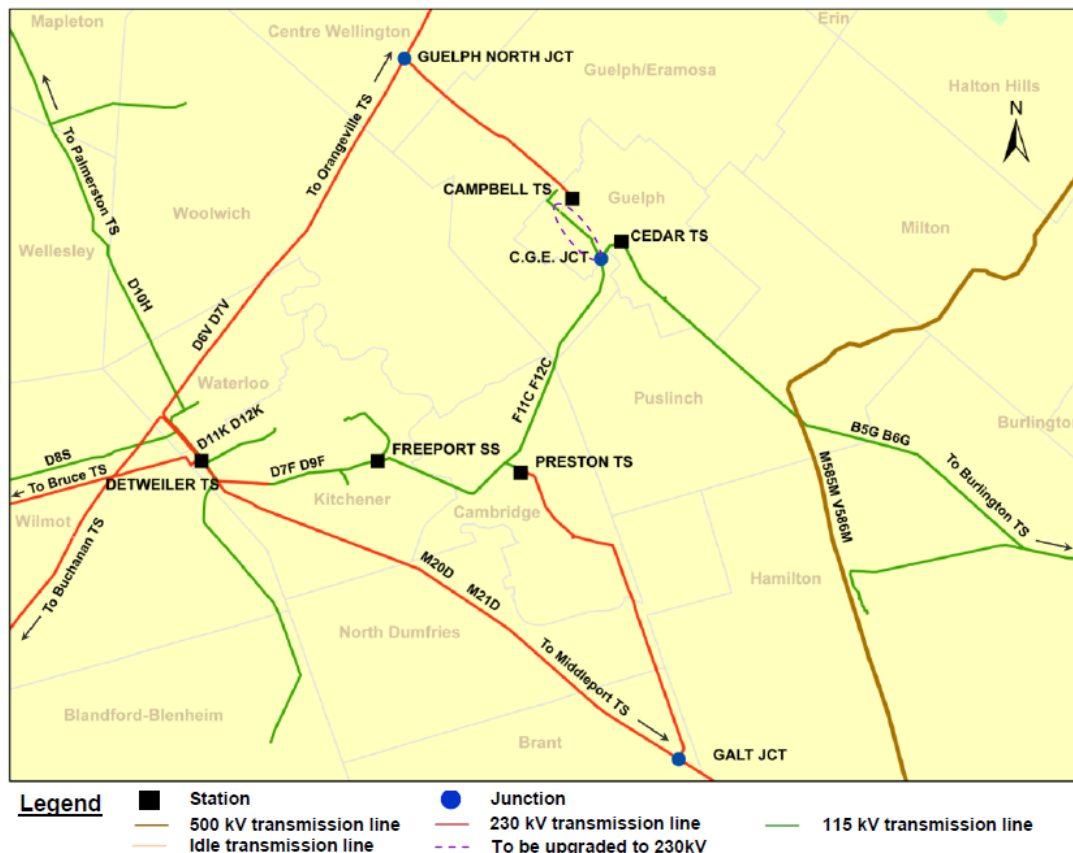 Mapleton
Centre Wellington
Erin
GUELPH NORTH JCT
Guelph/Eramosa
Halton Hills
N
To Palmerston TS
To Orangeville TS
CAMPBELL TS
Guelph
Woolwich
CEDAR TS
Milton
Wellesley
C.G.E. JCT
D10H
D6V D7V
Waterloo
F11C F12C
Puslinch
Burlington
D11K D12K
B5G B6G
D8S
FREEPORT SS
To Bruce TS
D7F D9F
PRESTON TS
M585M V586M
To Burlington TS
DETWEILER TS
Kitchener
Cambridge
Wilmot
To Buchanan TS
M20D
M21D
Hamilton
North Dumfries
To Middleport TS
Blandford-Blenheim
Brant
GALT JCT
Legend
Station
Junction
500 kV transmission line
230 kV transmission line
115 kV transmission line
Idle transmission line
To be upgraded to 230kV